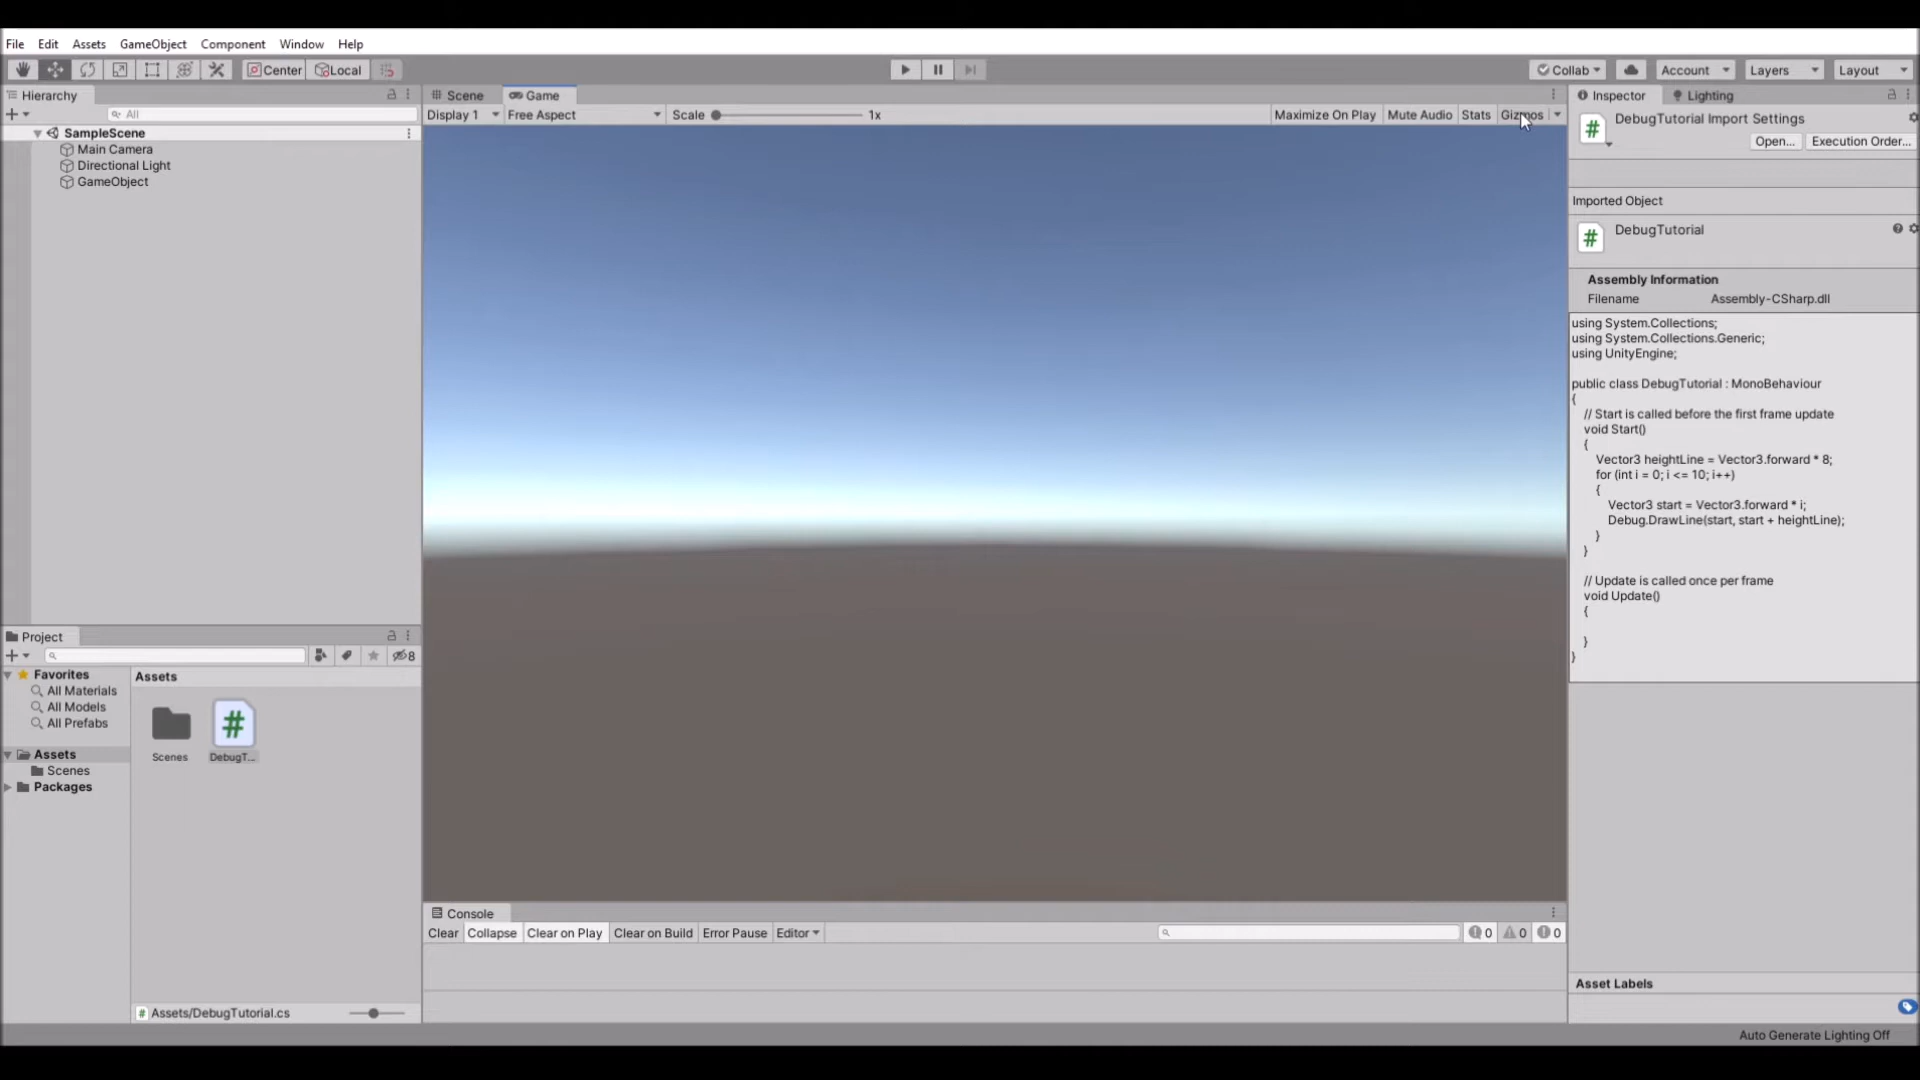 File Edit Assets GameObject Component Window Help
Center Local Collab Account Layers Layout
Hierarchy
All
SampleScene
Main Camera
Directional Light
GameObject
Scene Game
Display 1 Free Aspect Scale 1x Maximize On Play Mute Audio Stats Gizmos
Inspector Lighting
DebugTutorial Import Settings
Open... Execution Order...
Imported Object
DebugTutorial
Assembly Information
Filename Assembly-CSharp.dll
using System.Collections;
using System.Collections.Generic;
using UnityEngine;
public class DebugTutorial : MonoBehaviour
{
// Start is called before the first frame update
void Start()
{
Vector3 heightLine = Vector3.forward * 8;
for (int i = 0; i <= 10; i++)
{
Vector3 start = Vector3.forward * i;
Debug.DrawLine(start, start + heightLine);
}
}
// Update is called once per frame
void Update()
{
}
}
Project
8
Favorites
All Materials
All Models
All Prefabs
Assets
Scenes
Packages
Assets
Scenes DebugT...
Assets/DebugTutorial.cs
Console
Clear Collapse Clear on Play Clear on Build Error Pause Editor 0 0 0
Asset Labels
Auto Generate Lighting Off